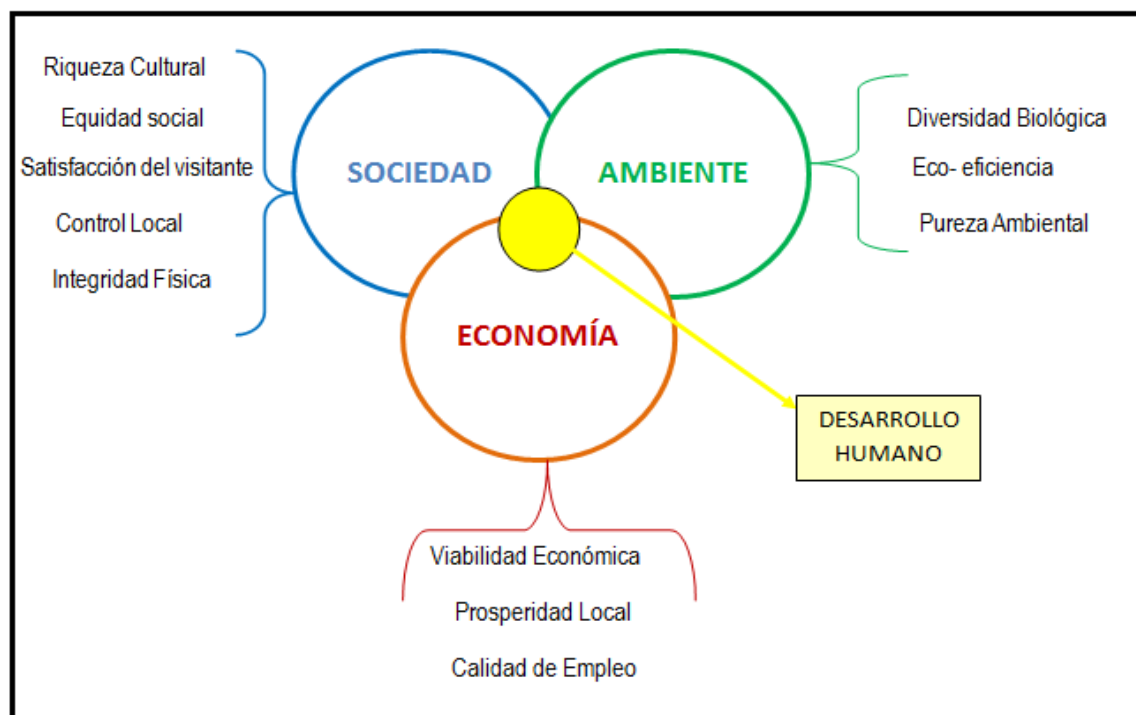 Riqueza Cultural
Equidad social
Satisfacción del visitante
Control Local
Integridad Física
SOCIEDAD
AMBIENTE
Diversidad Biológica
Eco- eficiencia
Pureza Ambiental
ECONOMÍA
DESARROLLO
HUMANO
Viabilidad Económica
Prosperidad Local
Calidad de Empleo